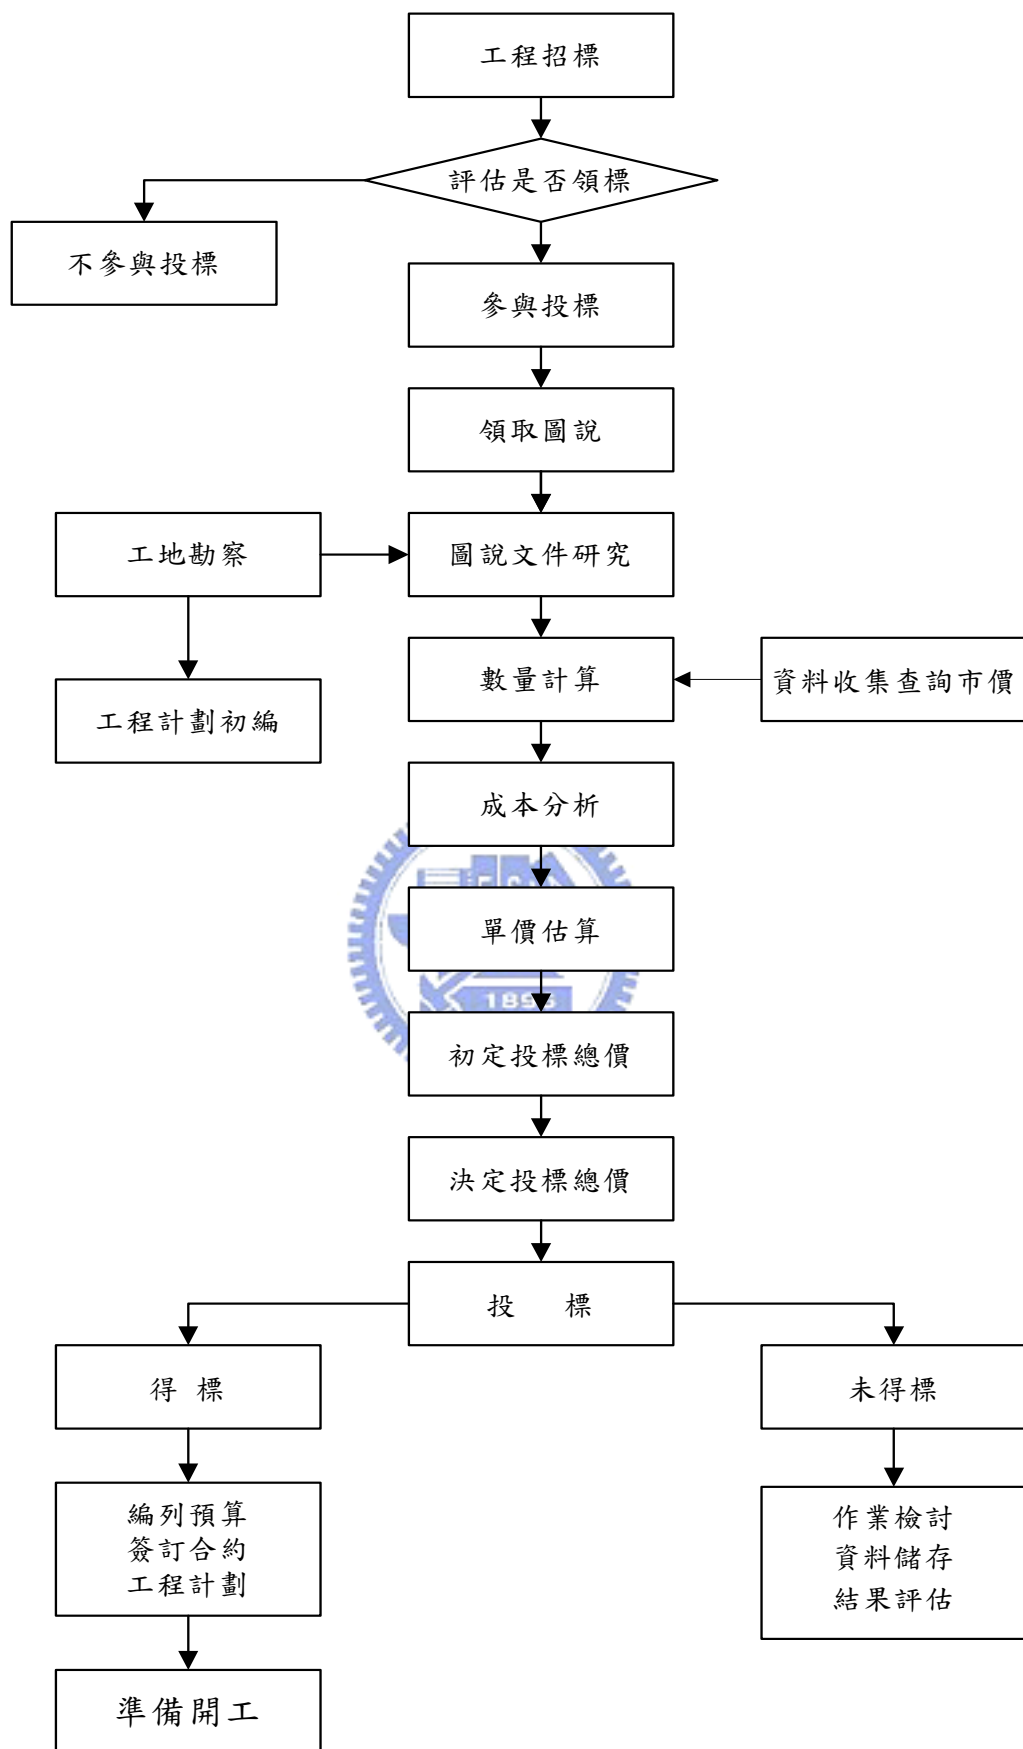 工程招標
評估是否領標
不參與投標
參與投標
領取圖說
工地勘察
圖說文件研究
數量計算
資料收集查詢市價
工程計劃初編
成本分析
單價估算
1896
初定投標總價
決定投標總價
投 標
得 標
未得標
編列預算
簽訂合約
工程計劃
作業檢討
資料儲存
結果評估
準備開工